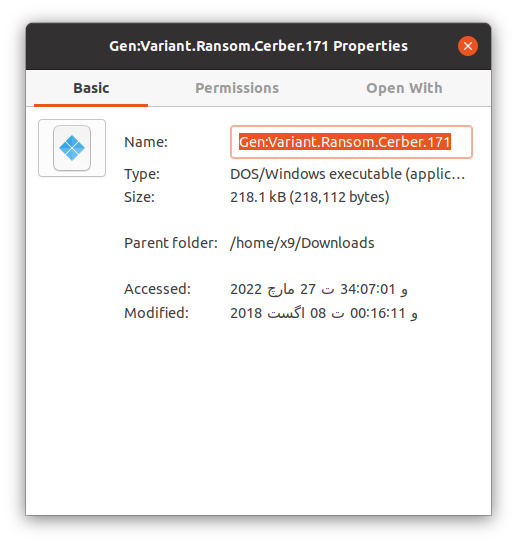 Gen:Variant.Ransom.Cerber.171 Properties
Basic Permissions Open With
Name: Gen:Variant.Ransom.Cerber.171
Type: DOS/Windows executable (applic…
Size: 218.1 kB (218,112 bytes)
Parent folder: /home/x9/Downloads
Accessed: و 34:07:01 ت 27 مارچ 2022
Modified: و 00:16:11 ت 08 اگست 2018